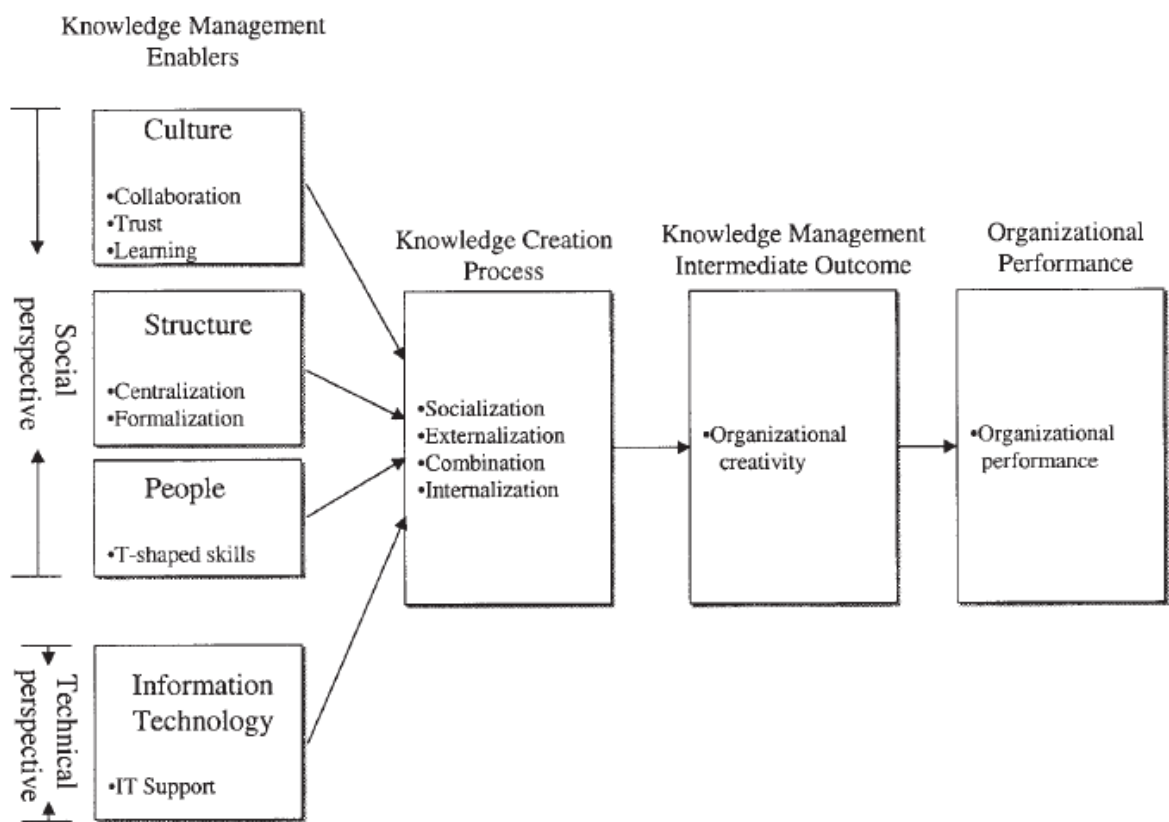 Knowledge Management
Enablers
Culture
•Collaboration
•Trust
•Learning
Structure
•Centralization
•Formalization
People
•T-shaped skills
Information
Technology
•IT Support
Social
perspective
Technical
perspective
Knowledge Creation
Process
•Socialization
•Externalization
•Combination
•Internalization
Knowledge Management
Intermediate Outcome
•Organizational
creativity
Organizational
Performance
•Organizational
performance